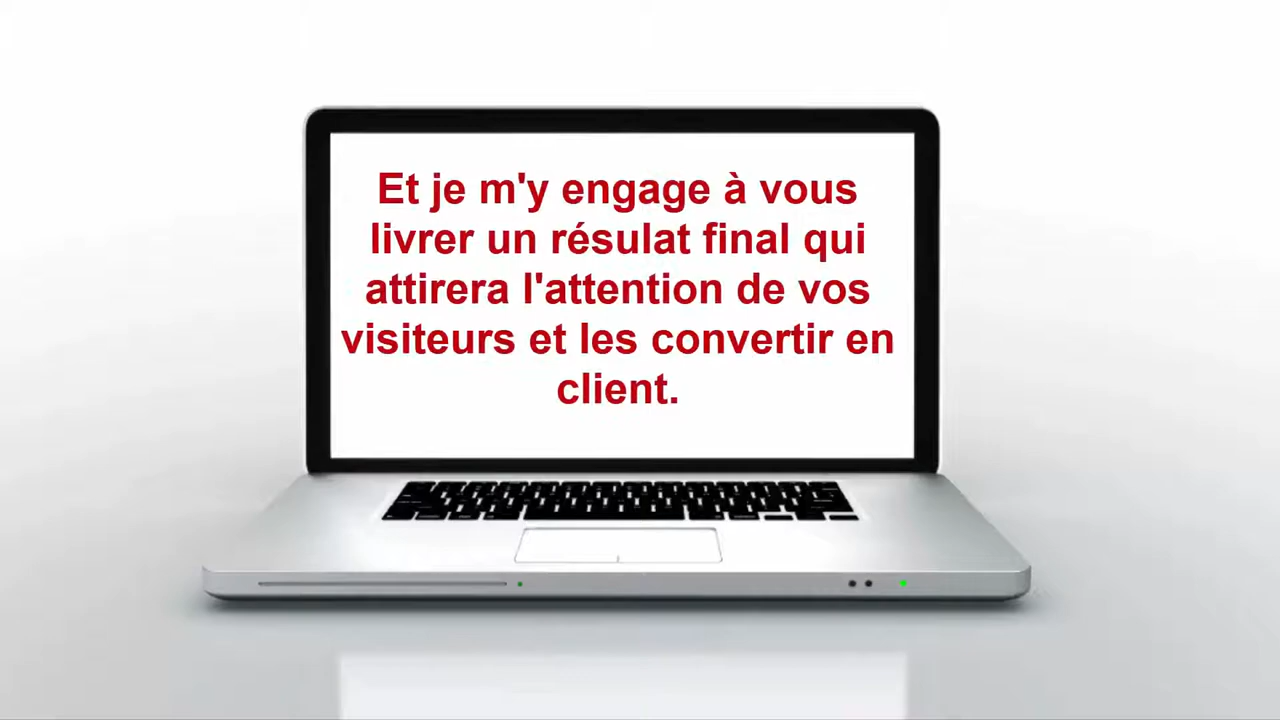 Et je m'y engage à vous
livrer un résulat final qui
attirera l'attention de vos
visiteurs et les convertir en
client.